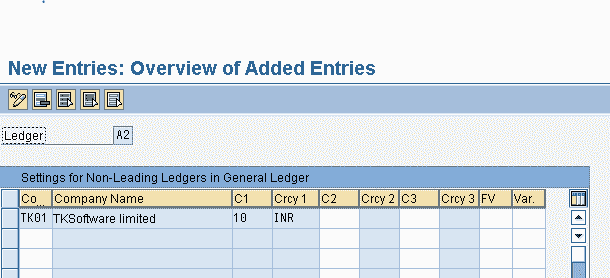 New Entries: Overview of Added Entries
Ledger A2
Settings for Non-Leading Ledgers in General Ledger
Co... Company Name C1 Crcy 1 C2 Crcy 2 C3 Crcy 3 FV Var.
TK01 TKSoftware limited 10 INR